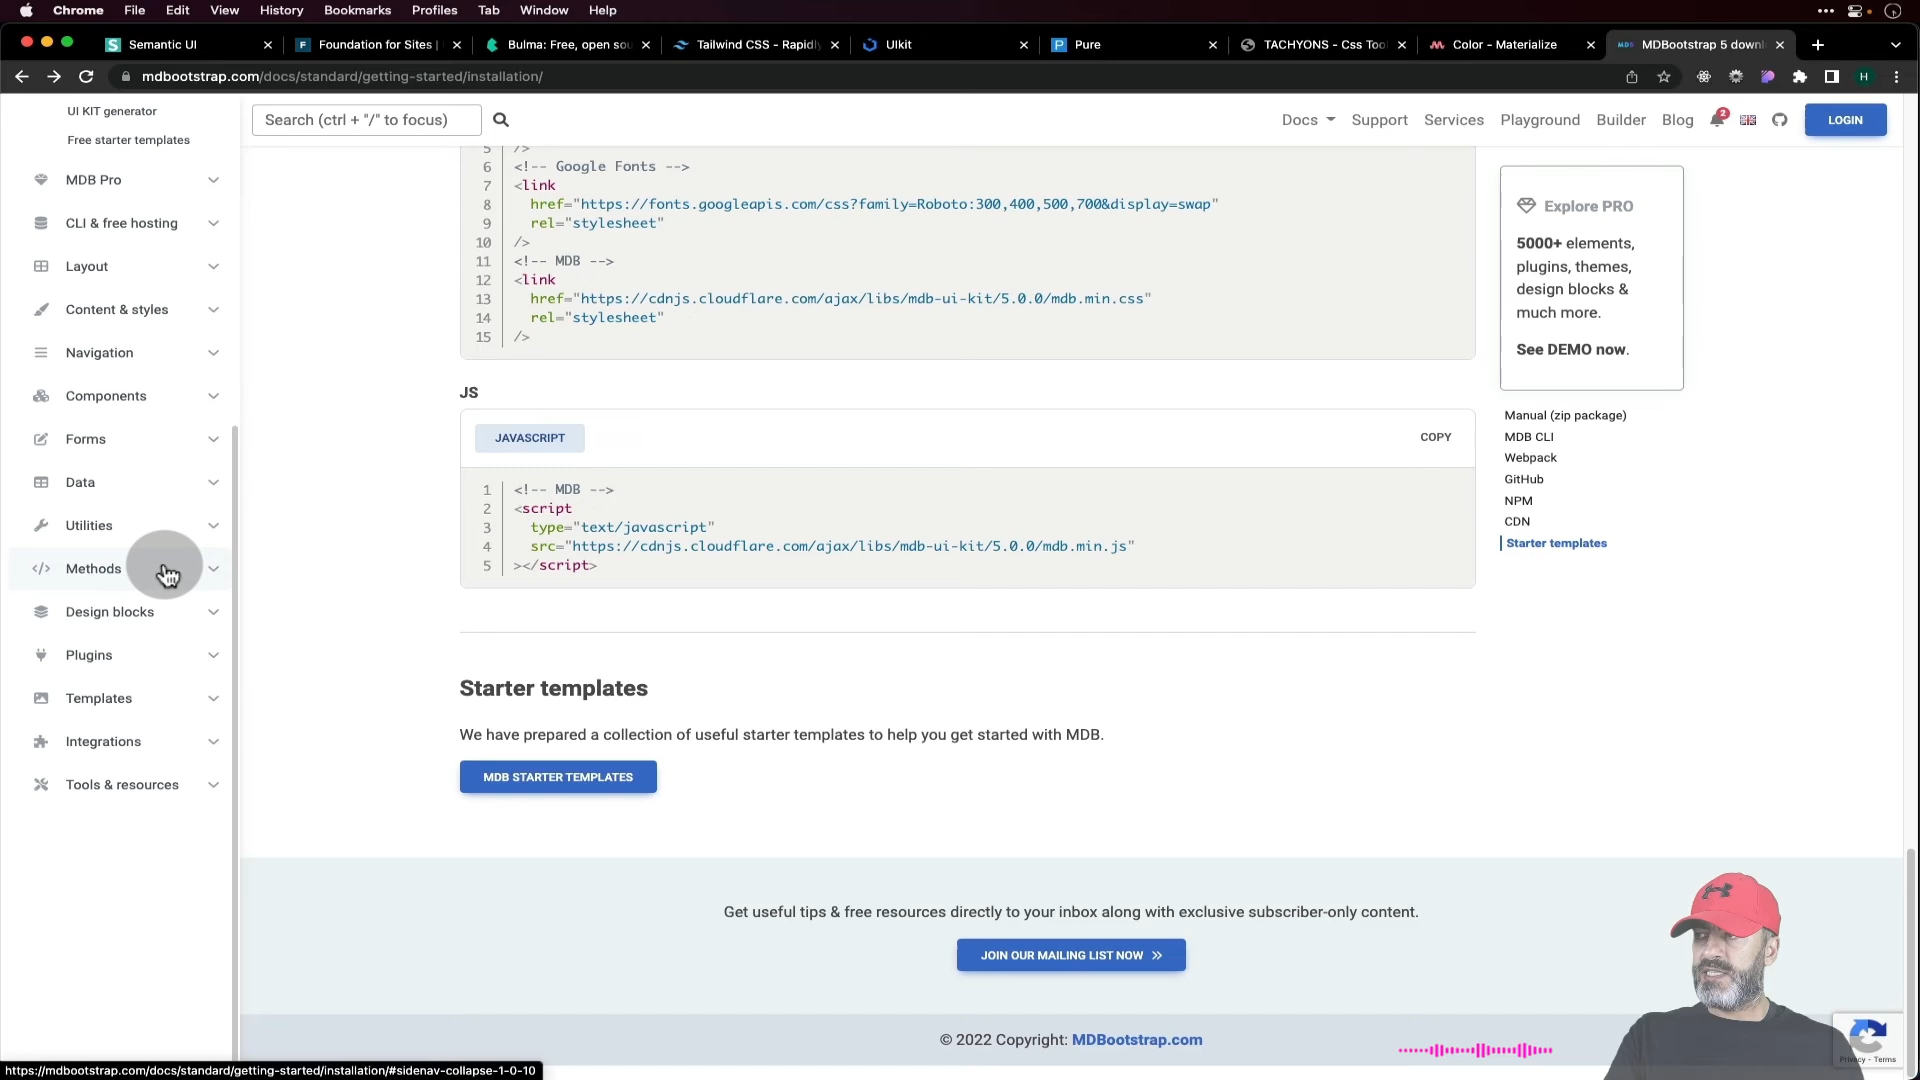 Chrome File Edit View History Bookmarks Profiles Tab Window Help
Semantic UI
Foundation for Sites |
Bulma: Free, open sou
Tailwind CSS - Rapidly
UIkit
Pure
TACHYONS - Css Tool
Color - Materialize
MDBootstrap 5 downl
mdbootstrap.com/docs/standard/getting-started/installation/
H
UI KIT generator
Free starter templates
MDB Pro
CLI & free hosting
Layout
Content & styles
Navigation
Components
Forms
Data
Utilities
Methods
Design blocks
Plugins
Templates
Integrations
Tools & resources
Search (ctrl + "/" to focus)
Docs Support Services Playground Builder Blog 2 LOGIN
5 />
6 <!-- Google Fonts -->
7 <link
8 href="https://fonts.googleapis.com/css?family=Roboto:300,400,500,700&display=swap"
9 rel="stylesheet"
10 />
11 <!-- MDB -->
12 <link
13 href="https://cdnjs.cloudflare.com/ajax/libs/mdb-ui-kit/5.0.0/mdb.min.css"
14 rel="stylesheet"
15 />
JS
JAVASCRIPT COPY
1 <!-- MDB -->
2 <script
3 type="text/javascript"
4 src="https://cdnjs.cloudflare.com/ajax/libs/mdb-ui-kit/5.0.0/mdb.min.js"
5 ></script>
Starter templates
We have prepared a collection of useful starter templates to help you get started with MDB.
MDB STARTER TEMPLATES
Explore PRO
5000+ elements,
plugins, themes,
design blocks &
much more.
See DEMO now.
Manual (zip package)
MDB CLI
Webpack
GitHub
NPM
CDN
Starter templates
Get useful tips & free resources directly to your inbox along with exclusive subscriber-only content.
JOIN OUR MAILING LIST NOW
© 2022 Copyright: MDBootstrap.com
Privacy - Terms
https://mdbootstrap.com/docs/standard/getting-started/installation/#sidenav-collapse-1-0-10